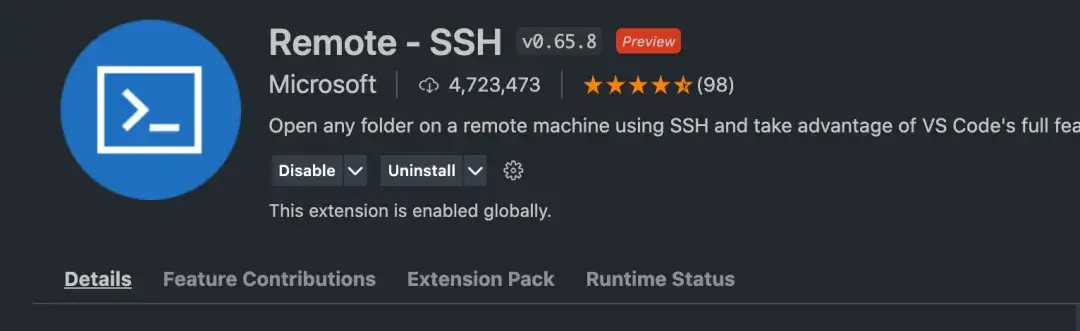 Remote - SSH v0.65.8 Preview
Microsoft 4,723,473 (98)
Open any folder on a remote machine using SSH and take advantage of VS Code's full
Disable Uninstall
This extension is enabled globally.
Details Feature Contributions Extension Pack Runtime Status